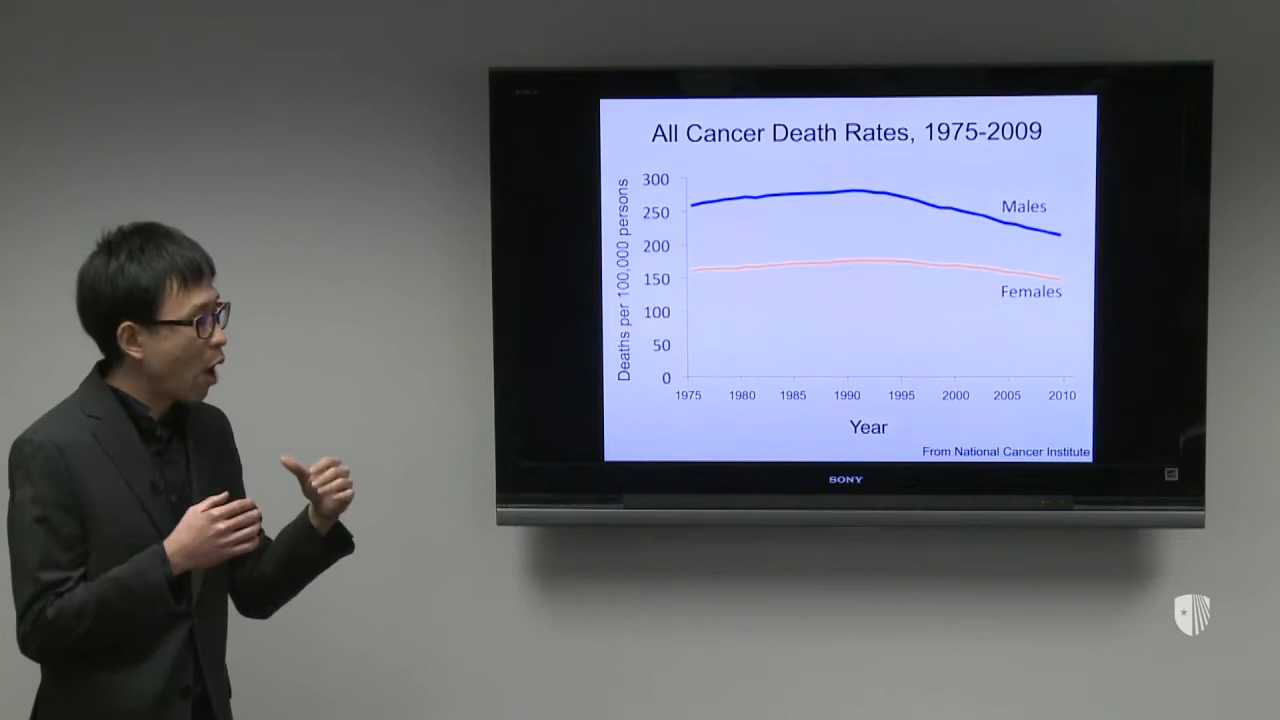 All Cancer Death Rates, 1975-2009
Deaths per 100,000 persons
300
250
200
150
100
50
0
Males
Females
1975 1980 1985 1990 1995 2000 2005 2010
Year
From National Cancer Institute
SONY